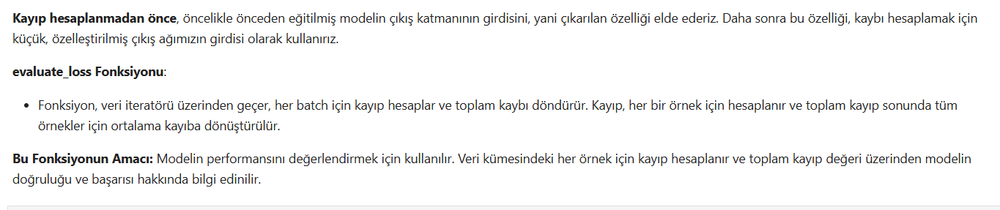 Kayıp hesaplanmadan önce, öncelikle önceden eğitilmiş modelin çıkış katmanının girdisini, yani çıkarılan özelliği elde ederiz. Daha sonra bu özelliği, kaybı hesaplamak için
küçük, özelleştirilmiş çıkış ağımızın girdisi olarak kullanırız.
evaluate_loss Fonksiyonu:
• Fonksiyon, veri iteratörü üzerinden geçer, her batch için kayıp hesaplar ve toplam kaybı döndürür. Kayıp, her bir örnek için hesaplanır ve toplam kayıp sonunda tüm
örnekler için ortalama kayıba dönüştürülür.
Bu Fonksiyonun Amacı: Modelin performansını değerlendirmek için kullanılır. Veri kümesindeki her örnek için kayıp hesaplanır ve toplam kayıp değeri üzerinden modelin
doğruluğu ve başarısı hakkında bilgi edinilir.